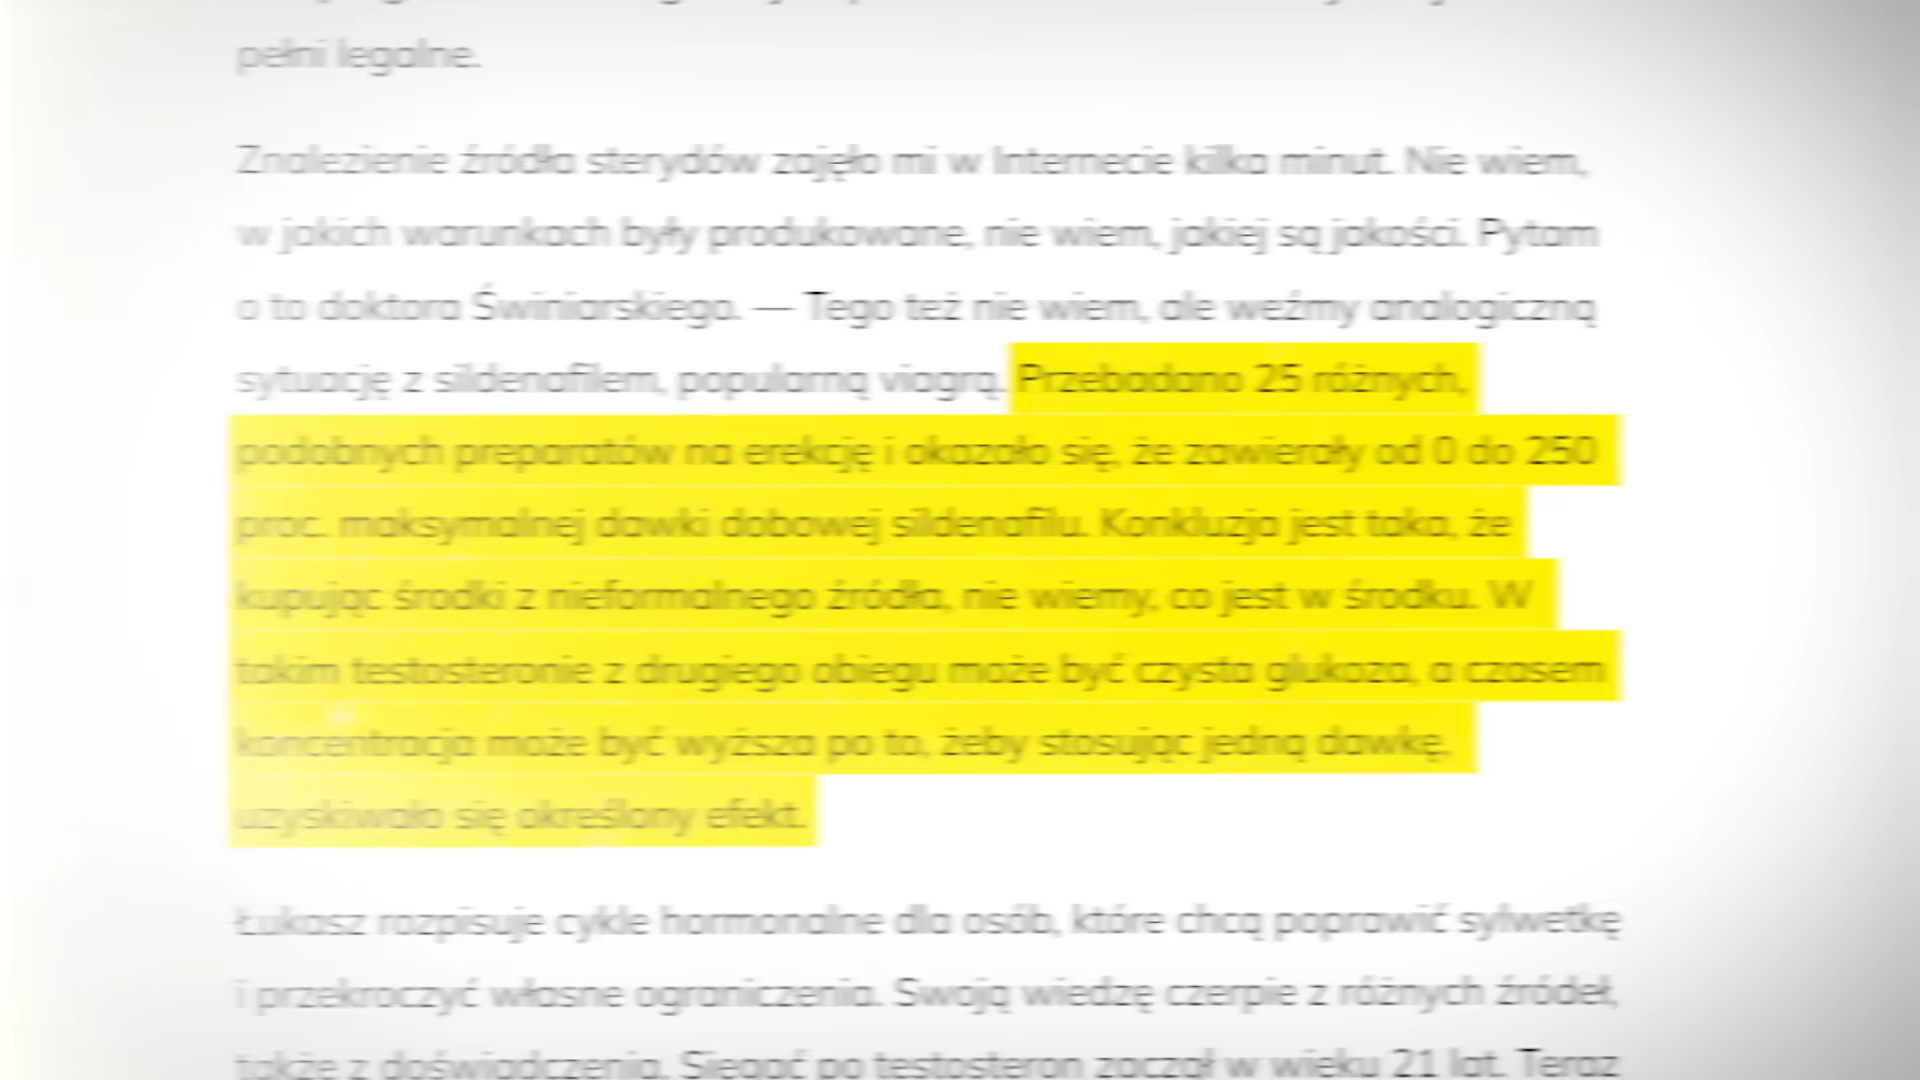 pełni legalne.
Znalezienie źródła sterydów zajęło mi w Internecie kilka minut. Nie wiem,
w jakich warunkach były produkowane, nie wiem, jakiej są jakości. Pytam
o to doktora Świniarskiego. — Tego też nie wiem, ale weźmy analogiczną
sytuację z sildenafilem, popularną viagrą. Przebadano 25 różnych,
podobnych preparatów na erekcję i okazało się, że zawierały od 0 do 250
proc. maksymalnej dawki dobowej sildenafilu. Konkluzja jest taka, że
kupując środki z nieformalnego źródła, nie wiemy, co jest w środku. W
takim testosteronie z drugiego obiegu może być czysta glukoza, a czasem
koncentracja może być wyższa po to, żeby stosując jedną dawkę,
uzyskiwało się określony efekt.
Łukasz rozpisuje cykle hormonalne dla osób, które chcą poprawić sylwetkę
i przekroczyć własne ograniczenia. Swoją wiedzę czerpie z różnych źródeł,
także z doświadczenia. Sięgać po testosteron zaczął w wieku 21 lat. Teraz